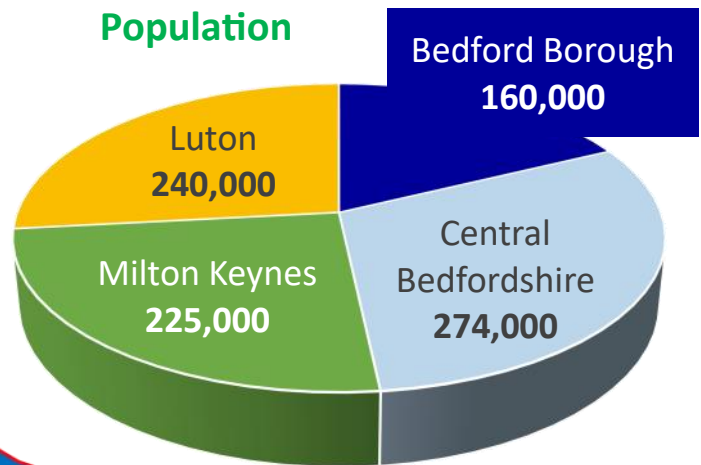 Population
Bedford Borough
160,000
Luton
240,000
Central
Bedfordshire
274,000
Milton Keynes
225,000